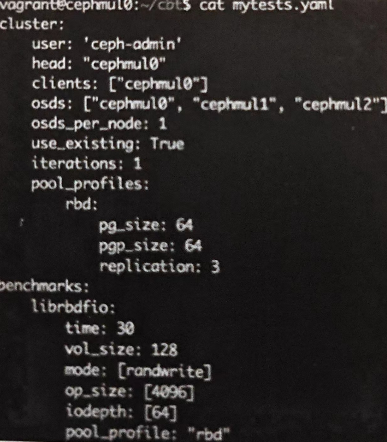 vagrant@cephmul0:~/cbt$ cat mytests.yaml
cluster:
user: 'ceph-admin'
head: "cephmul0"
clients: ["cephmul0"]
osds: ["cephmul0", "cephmul1", "cephmul2"]
osds_per_node: 1
use_existing: True
iterations: 1
pool_profiles:
rbd:
pg_size: 64
pgp_size: 64
replication: 3
benchmarks:
librbdfio:
time: 30
vol_size: 128
mode: [randwrite]
op_size: [4096]
iodepth: [64]
pool_profile: "rbd"